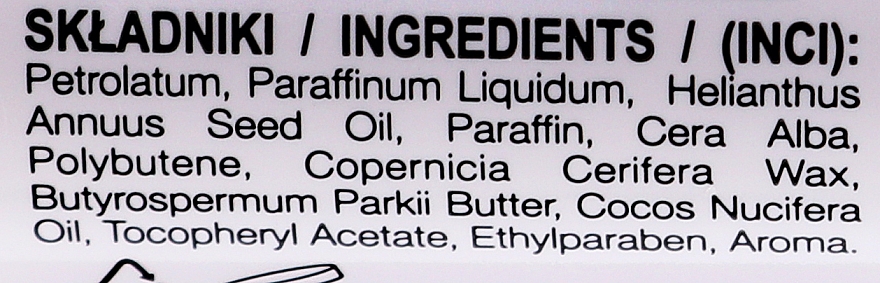 SKŁADNIKI / INGREDIENTS / (INCI):
Petrolatum, Paraffinum Liquidum, Helianthus
Annuus Seed Oil, Paraffin, Cera Alba,
Polybutene, Copernicia Cerifera Wax,
Butyrospermum Parkii Butter, Cocos Nucifera
Oil, Tocopheryl Acetate, Ethylparaben, Aroma.